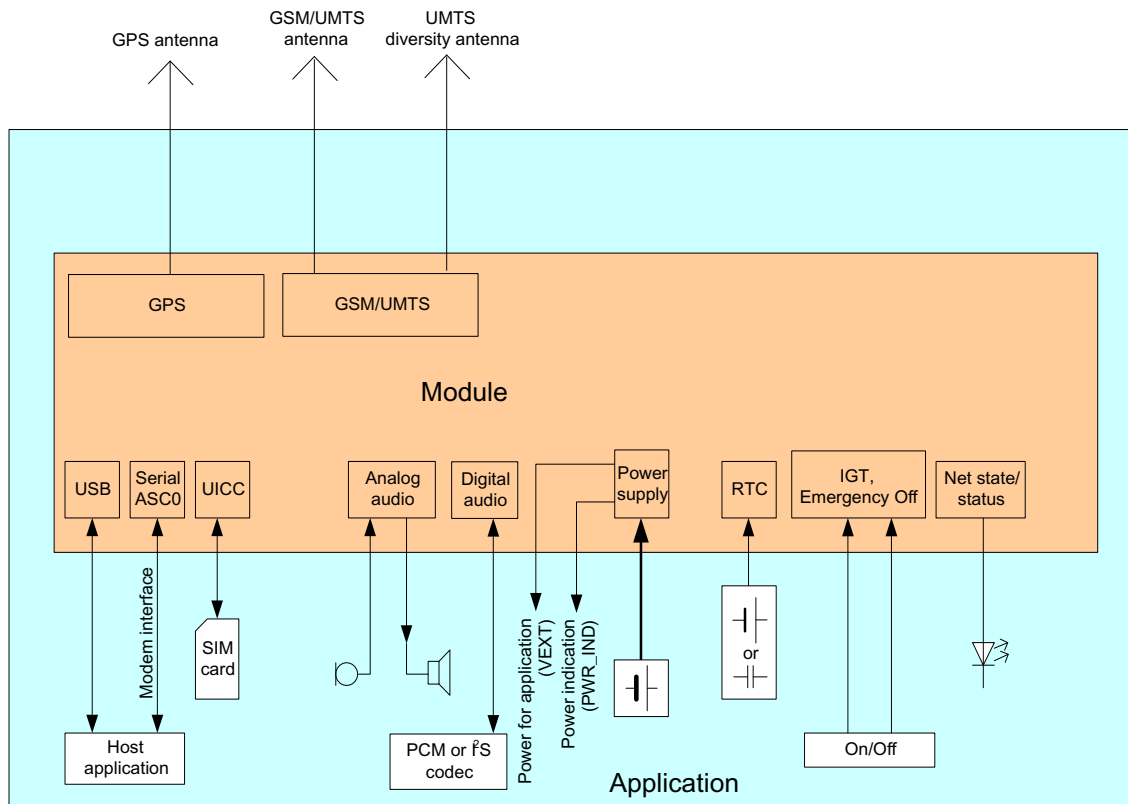 GPS antenna
GSM/UMTS
antenna
UMTS
diversity antenna
GPS
GSM/UMTS
Module
USB
Serial
ASC0
UICC
Analog
audio
Digital
audio
Power
supply
RTC
IGT,
Emergency Off
Net state/
status
Modem interface
SIM
card
Power for application
(VEXT)
Power indication
(PWR_IND)
or
Host
application
PCM or I²S
codec
On/Off
Application